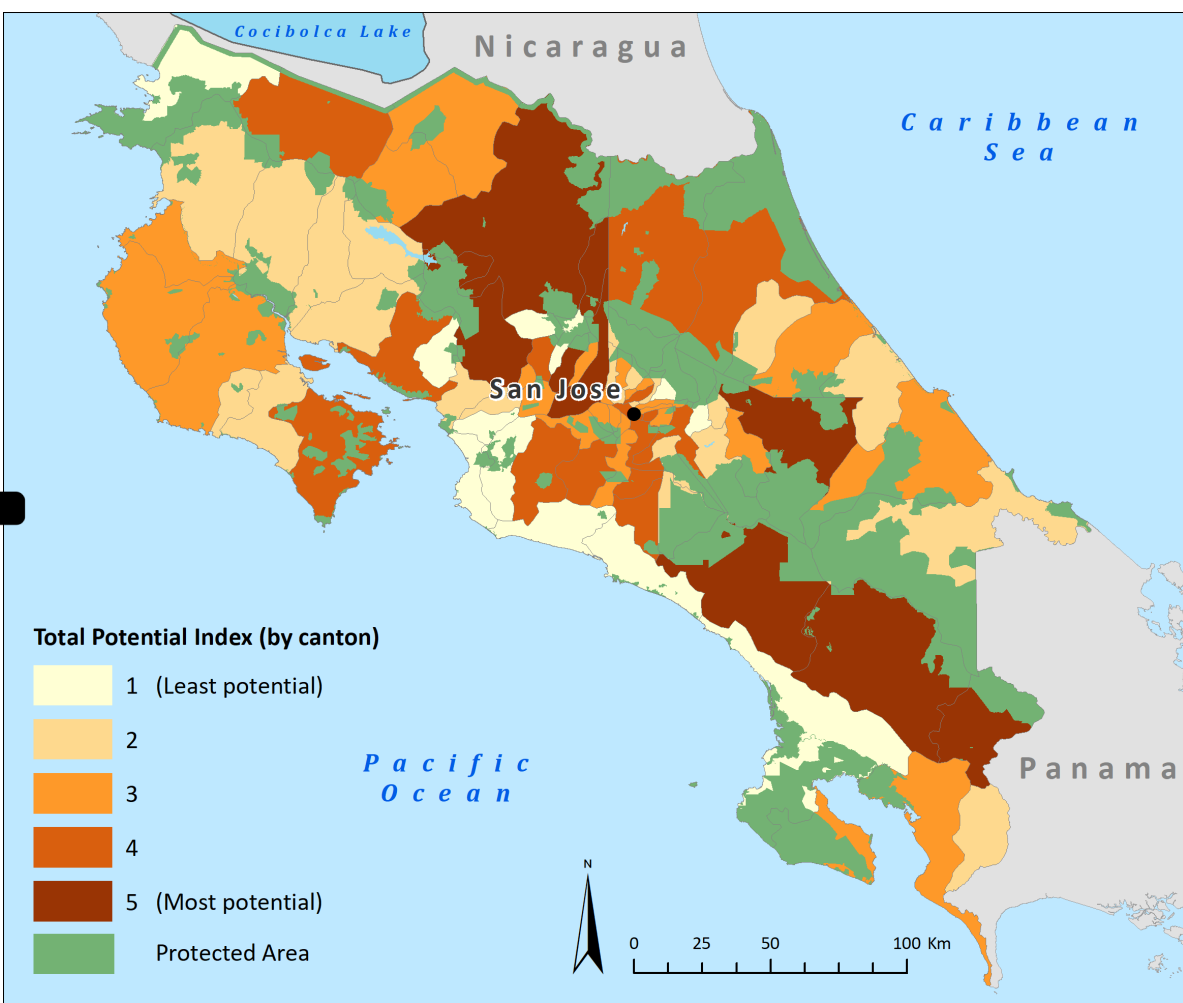 Cocibolca Lake
Nicaragua
Caribbean
Sea
San Jose
Total Potential Index (by canton)
1 (Least potential)
2
3
4
5 (Most potential)
Protected Area
Pacific
Ocean
Panama
N
0 25 50 100 Km